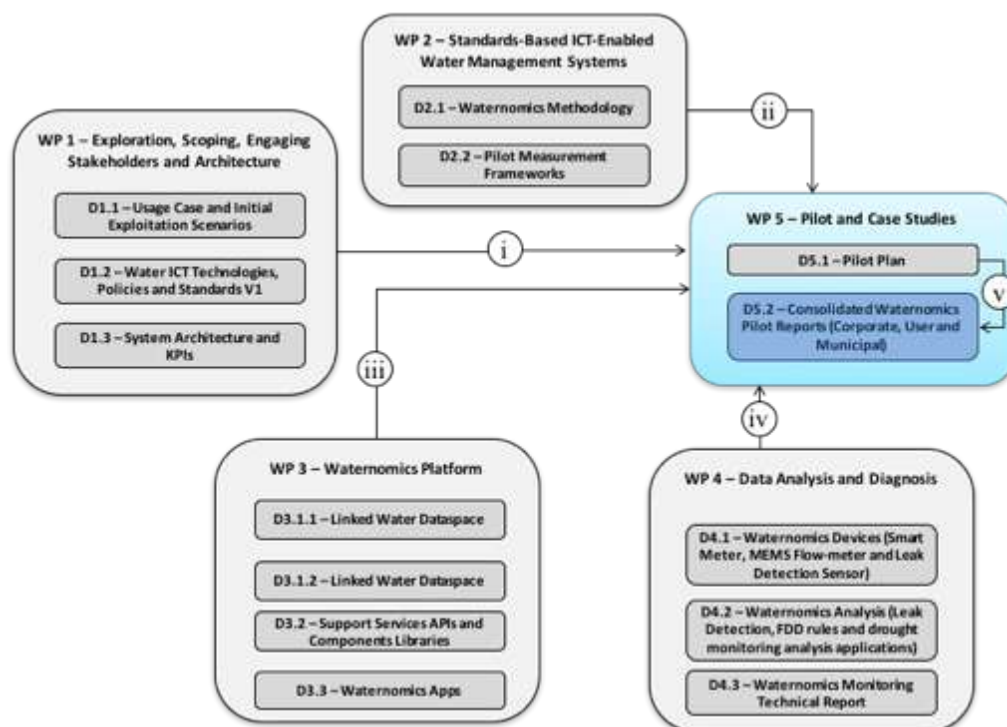 WP 2 – Standards-Based ICT-Enabled
Water Management Systems
D2.1 – Waternomics Methodology
D2.2 – Pilot Measurement
Frameworks
ii
WP 1 – Exploration, Scoping, Engaging
Stakeholders and Architecture
D1.1 – Usage Case and Initial
Exploitation Scenarios
D1.2 – Water ICT Technologies,
Policies and Standards V1
D1.3 – System Architecture and
KPIs
i
iii
WP 5 – Pilot and Case Studies
D5.1 – Pilot Plan
v
D5.2 – Consolidated Waternomics
Pilot Reports (Corporate, User and
Municipal)
iv
WP 3 – Waternomics Platform
D3.1.1 – Linked Water Dataspace
D3.1.2 – Linked Water Dataspace
D3.2 – Support Services APIs and
Components Libraries
D3.3 – Waternomics Apps
WP 4 – Data Analysis and Diagnosis
D4.1 – Waternomics Devices (Smart
Meter, MEMS Flow-meter and Leak
Detection Sensor)
D4.2 – Waternomics Analysis (Leak
Detection, FDD rules and drought
monitoring analysis applications)
D4.3 – Waternomics Monitoring
Technical Report